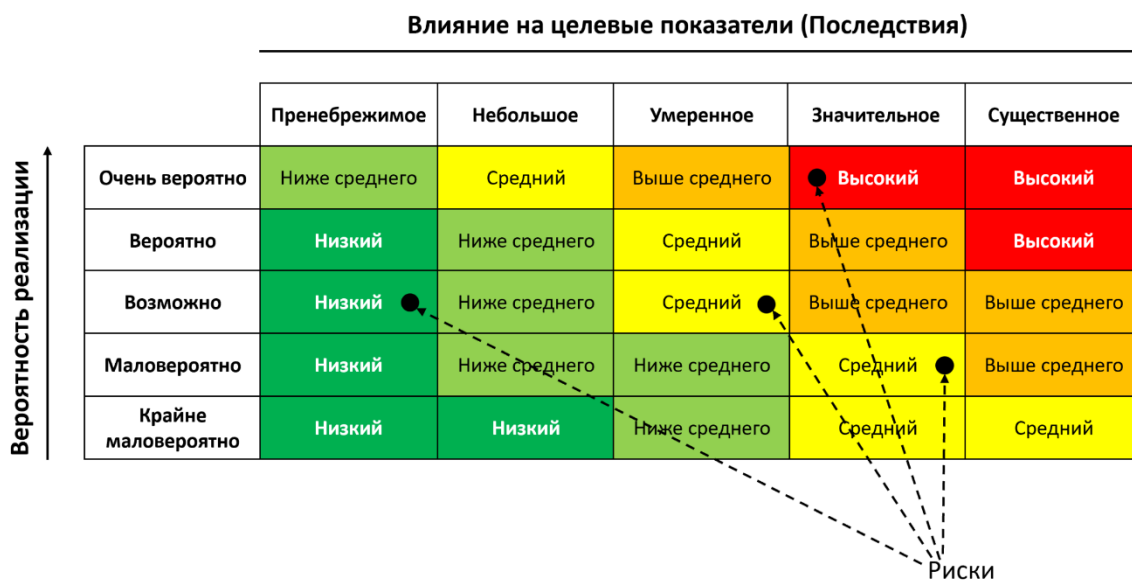 Влияние на целевые показатели (Последствия)
Пренебрежимое Небольшое Умеренное Значительное Существенное
Вероятность реализации
Очень вероятно Ниже среднего Средний Выше среднего Высокий Высокий
Вероятно Низкий Ниже среднего Средний Выше среднего Высокий
Возможно Низкий Ниже среднего Средний Выше среднего Выше среднего
Маловероятно Низкий Ниже среднего Ниже среднего Средний Выше среднего
Крайне
маловероятно Низкий Низкий Ниже среднего Средний Средний
Риски